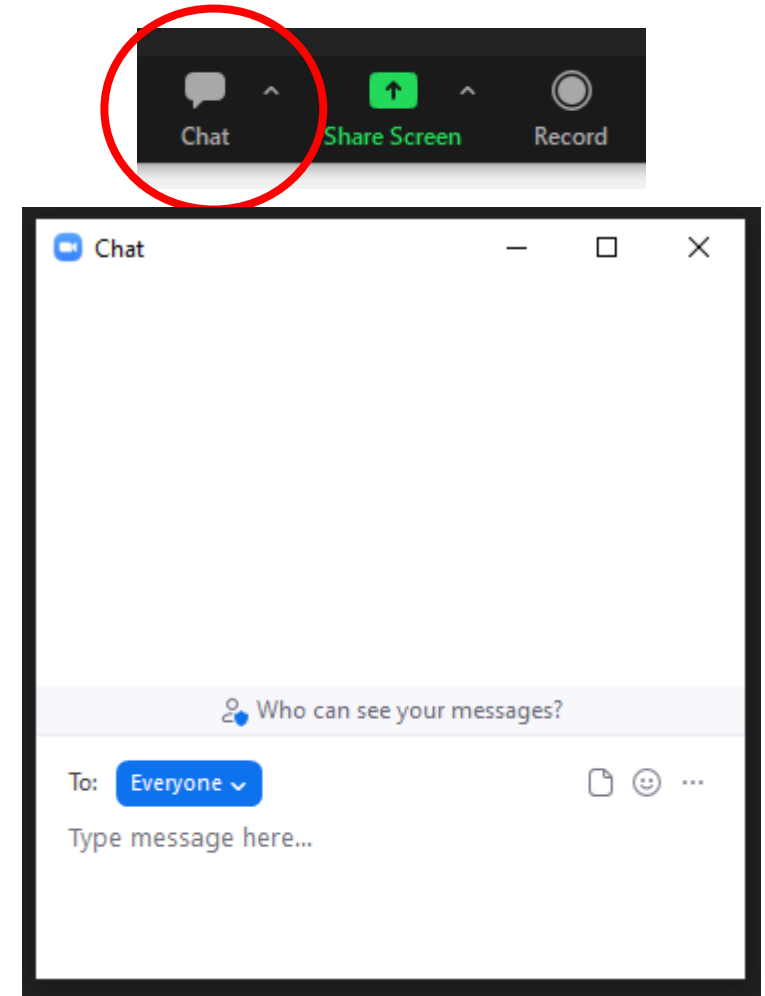 Chat
Share Screen
Record
Chat
Who can see your messages?
To: Everyone
Type message here...